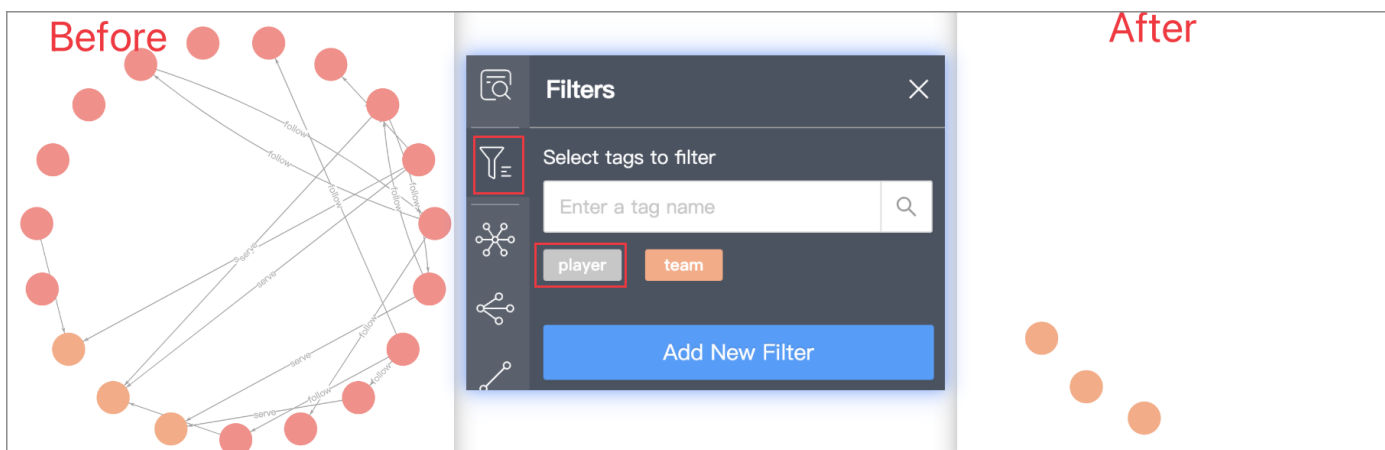 Before
follow
follow
follow
follow
follow
serve
s
serve
follow
serve
follow
follow
serve
Filters
Select tags to filter
Enter a tag name
player
team
Add New Filter
After